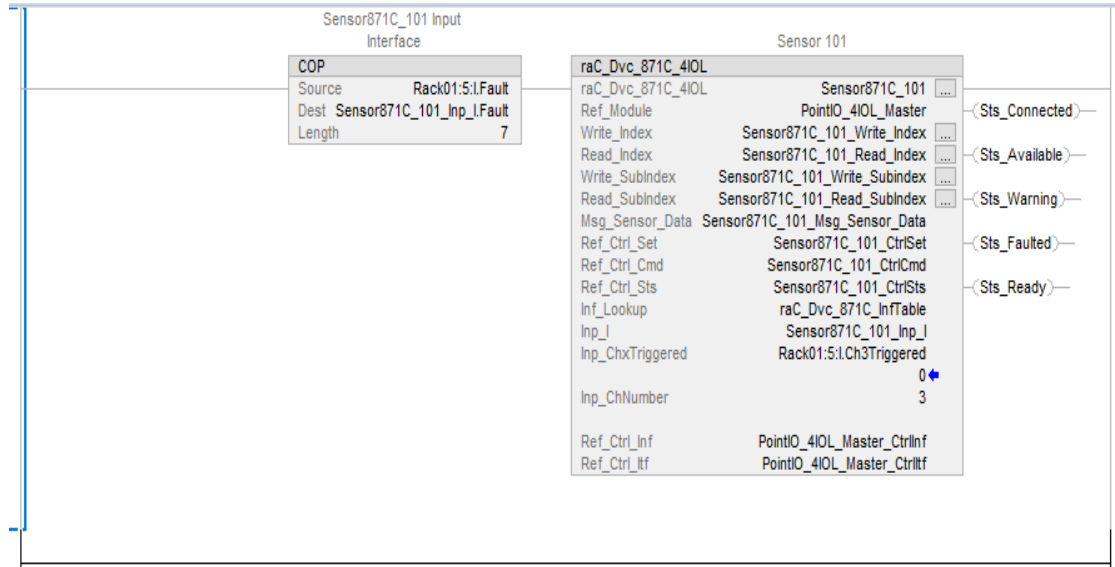 Sensor871C_101 Input
Interface
COP
Source Rack01:5:I.Fault
Dest Sensor871C_101_Inp_I.Fault
Length 7
Sensor 101
raC_Dvc_871C_4IOL
raC_Dvc_871C_4IOL Sensor871C_101 ...
Ref_Module PointIO_4IOL_Master (Sts_Connected)
Write_Index Sensor871C_101_Write_Index ...
Read_Index Sensor871C_101_Read_Index ... (Sts_Available)
Write_SubIndex Sensor871C_101_Write_Subindex ...
Read_SubIndex Sensor871C_101_Read_SubIndex ... (Sts_Warning)
Msg_Sensor_Data Sensor871C_101_Msg_Sensor_Data
Ref_Ctrl_Set Sensor871C_101_CtrlSet (Sts_Faulted)
Ref_Ctrl_Cmd Sensor871C_101_CtrlCmd
Ref_Ctrl_Sts Sensor871C_101_CtrlSts (Sts_Ready)
Inf_Lookup raC_Dvc_871C_InfTable
Inp_I Sensor871C_101_Inp_I
Inp_ChxTriggered Rack01:5:I.Ch3Triggered
0
Inp_ChNumber 3
Ref_Ctrl_Inf PointIO_4IOL_Master_CtrlInf
Ref_Ctrl_Itf PointIO_4IOL_Master_CtrlItf